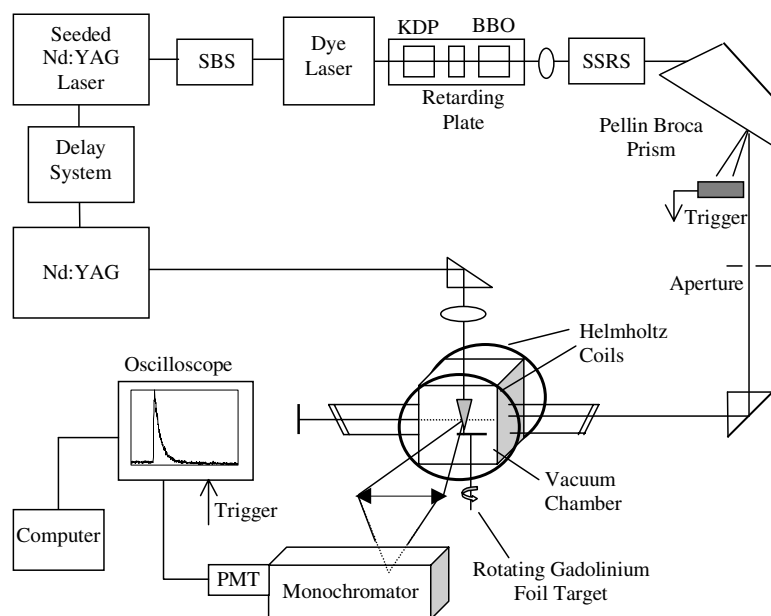 Seeded
Nd:YAG
Laser
SBS
Dye
Laser
KDP
BBO
Retarding
Plate
SSRS
Pellin Broca
Prism
Delay
System
Trigger
Nd:YAG
Aperture
Helmholtz
Coils
Oscilloscope
Vacuum
Chamber
Trigger
Computer
PMT
Monochromator
Rotating Gadolinium
Foil Target